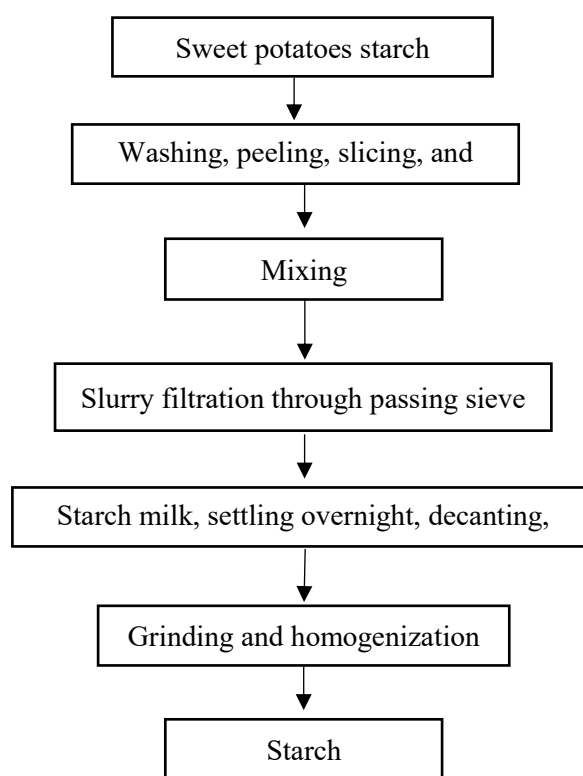 Sweet potatoes starch
Washing, peeling, slicing, and
Mixing
Slurry filtration through passing sieve
Starch milk, settling overnight, decanting,
Grinding and homogenization
Starch